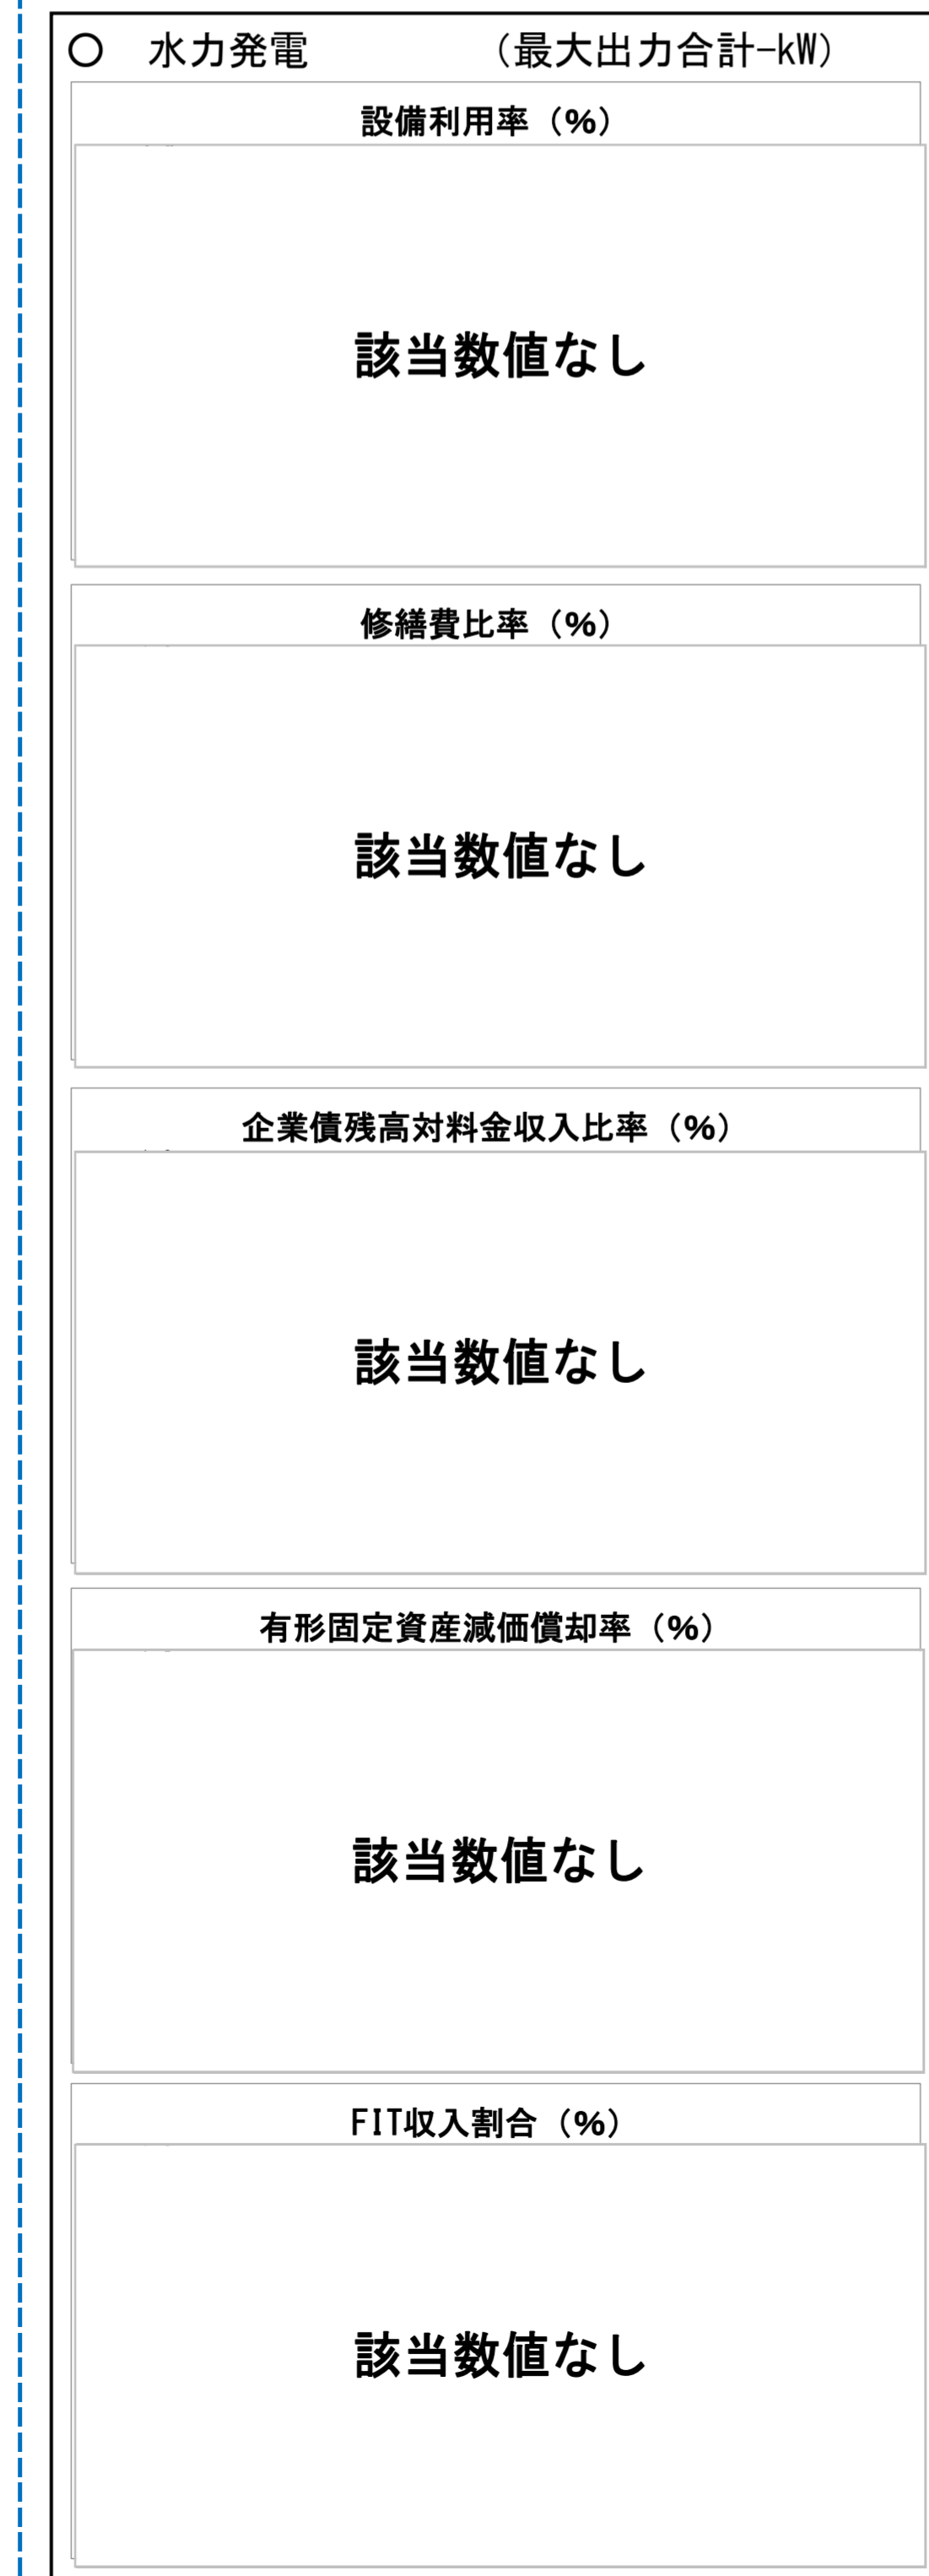 ○　水力発電　　　　（最大出力合計-kW）
設備利用率（%）
該当数値なし
修繕費比率（%）
該当数値なし
企業債残高対料金収入比率（%）
該当数値なし
有形固定資産減価償却率（%）
該当数値なし
FIT収入割合（%）
該当数値なし